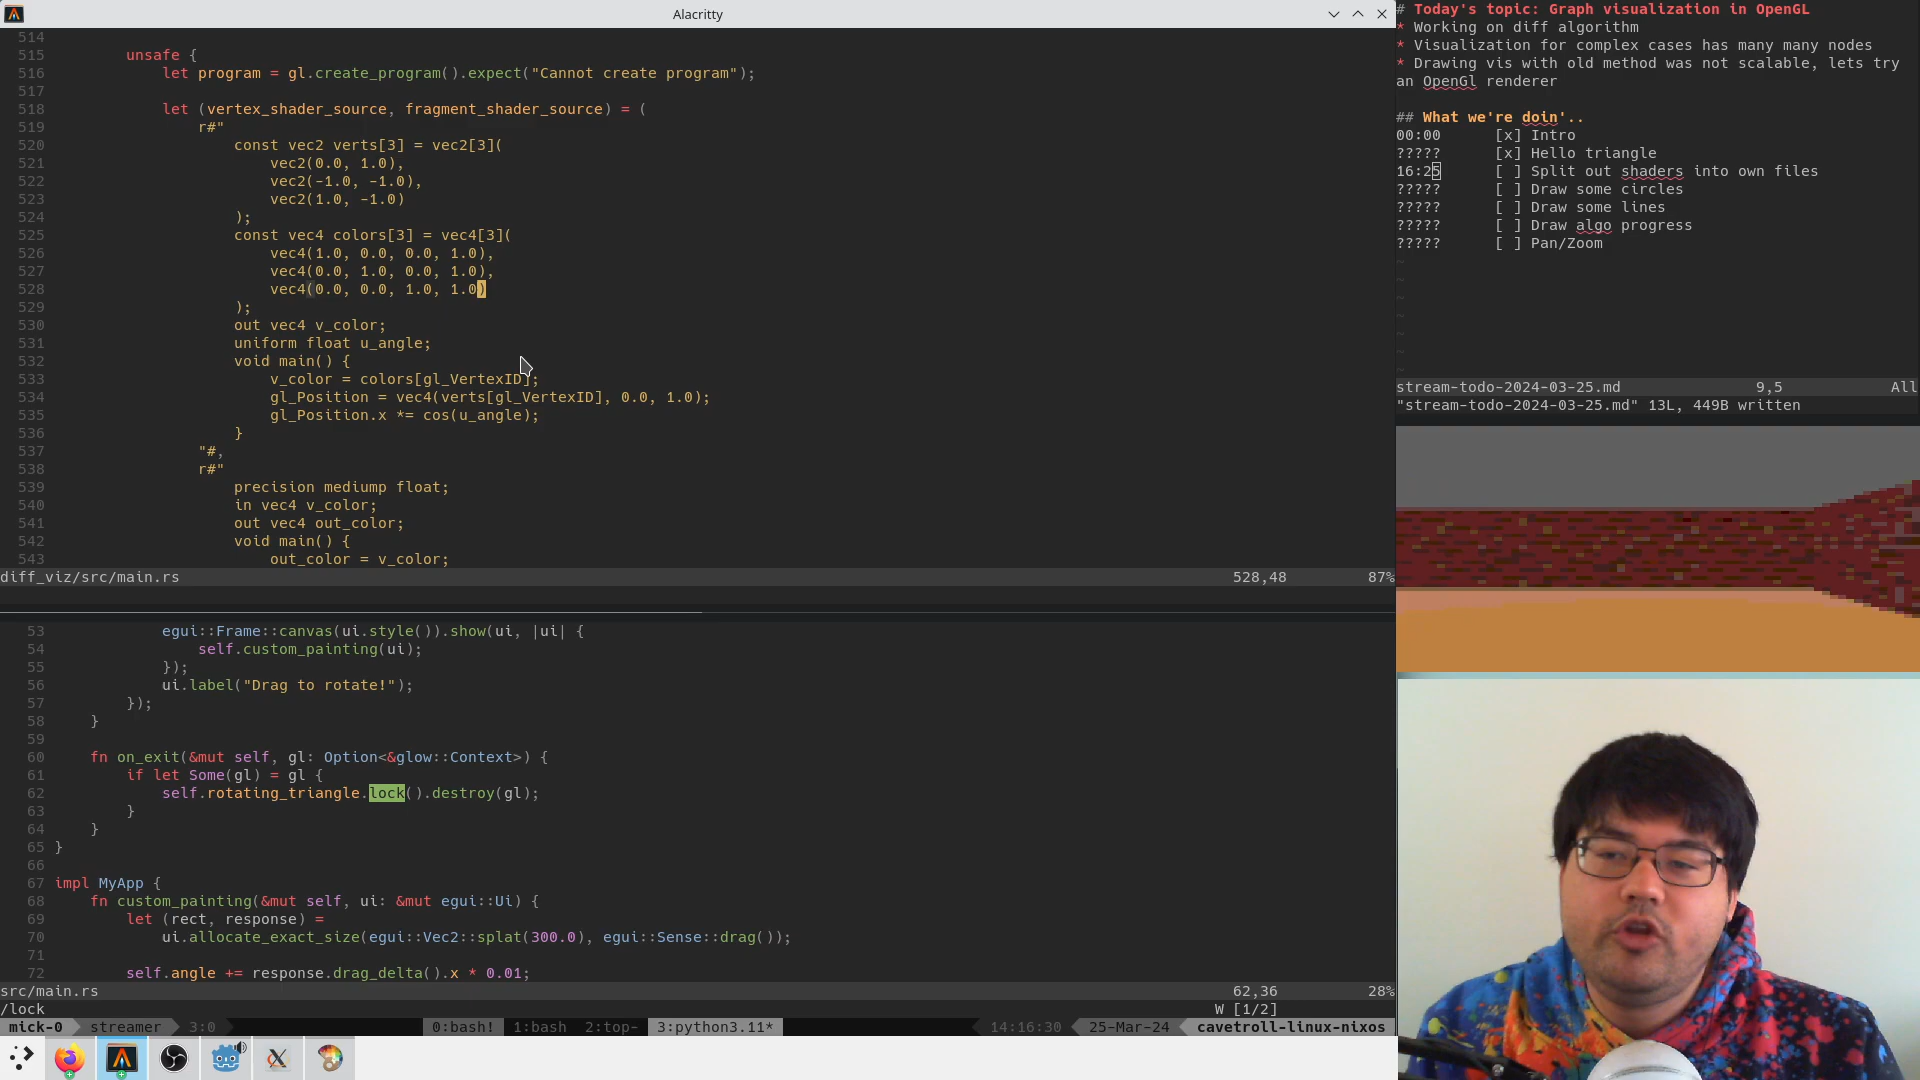 Alacritty
514
515 unsafe {
516 let program = gl.create_program().expect("Cannot create program");
517
518 let (vertex_shader_source, fragment_shader_source) = (
519 r#"
520 const vec2 verts[3] = vec2[3](
521 vec2(0.0, 1.0),
522 vec2(-1.0, -1.0),
523 vec2(1.0, -1.0)
524 );
525 const vec4 colors[3] = vec4[3](
526 vec4(1.0, 0.0, 0.0, 1.0),
527 vec4(0.0, 1.0, 0.0, 1.0),
528 vec4(0.0, 0.0, 1.0, 1.0)
529 );
530 out vec4 v_color;
531 uniform float u_angle;
532 void main() {
533 v_color = colors[gl_VertexID];
534 gl_Position = vec4(verts[gl_VertexID], 0.0, 1.0);
535 gl_Position.x *= cos(u_angle);
536 }
537 "#,
538 r#"
539 precision mediump float;
540 in vec4 v_color;
541 out vec4 out_color;
542 void main() {
543 out_color = v_color;
diff_viz/src/main.rs 528,48 87%
53 egui::Frame::canvas(ui.style()).show(ui, |ui| {
54 self.custom_painting(ui);
55 });
56 ui.label("Drag to rotate!");
57 });
58 }
59
60 fn on_exit(&mut self, gl: Option<&glow::Context>) {
61 if let Some(gl) = gl {
62 self.rotating_triangle.lock().destroy(gl);
63 }
64 }
65 }
66
67 impl MyApp {
68 fn custom_painting(&mut self, ui: &mut egui::Ui) {
69 let (rect, response) =
70 ui.allocate_exact_size(egui::Vec2::splat(300.0), egui::Sense::drag());
71
72 self.angle += response.drag_delta().x * 0.01;
src/main.rs 62,36 28%
/lock W [1/2]
mick-0 streamer 3:0 0:bash! 1:bash 2:top- 3:python3.11* 14:16:30 25-Mar-24 cavetroll-linux-nixos
# Today's topic: Graph visualization in OpenGL
* Working on diff algorithm
* Visualization for complex cases has many many nodes
* Drawing vis with old method was not scalable, lets try
an OpenGl renderer
## What we're doin'..
00:00 [x] Intro
????? [x] Hello triangle
16:25 [ ] Split out shaders into own files
????? [ ] Draw some circles
????? [ ] Draw some lines
????? [ ] Draw algo progress
????? [ ] Pan/Zoom
~
~
~
~
~
~
~
stream-todo-2024-03-25.md 9,5 All
"stream-todo-2024-03-25.md" 13L, 449B written